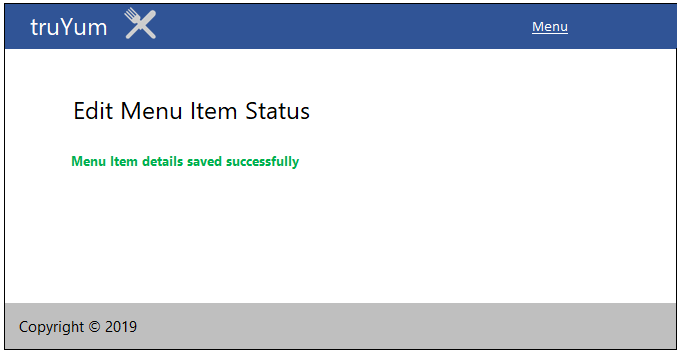 truYum
Menu
Edit Menu Item Status
Menu Item details saved successfully
Copyright © 2019